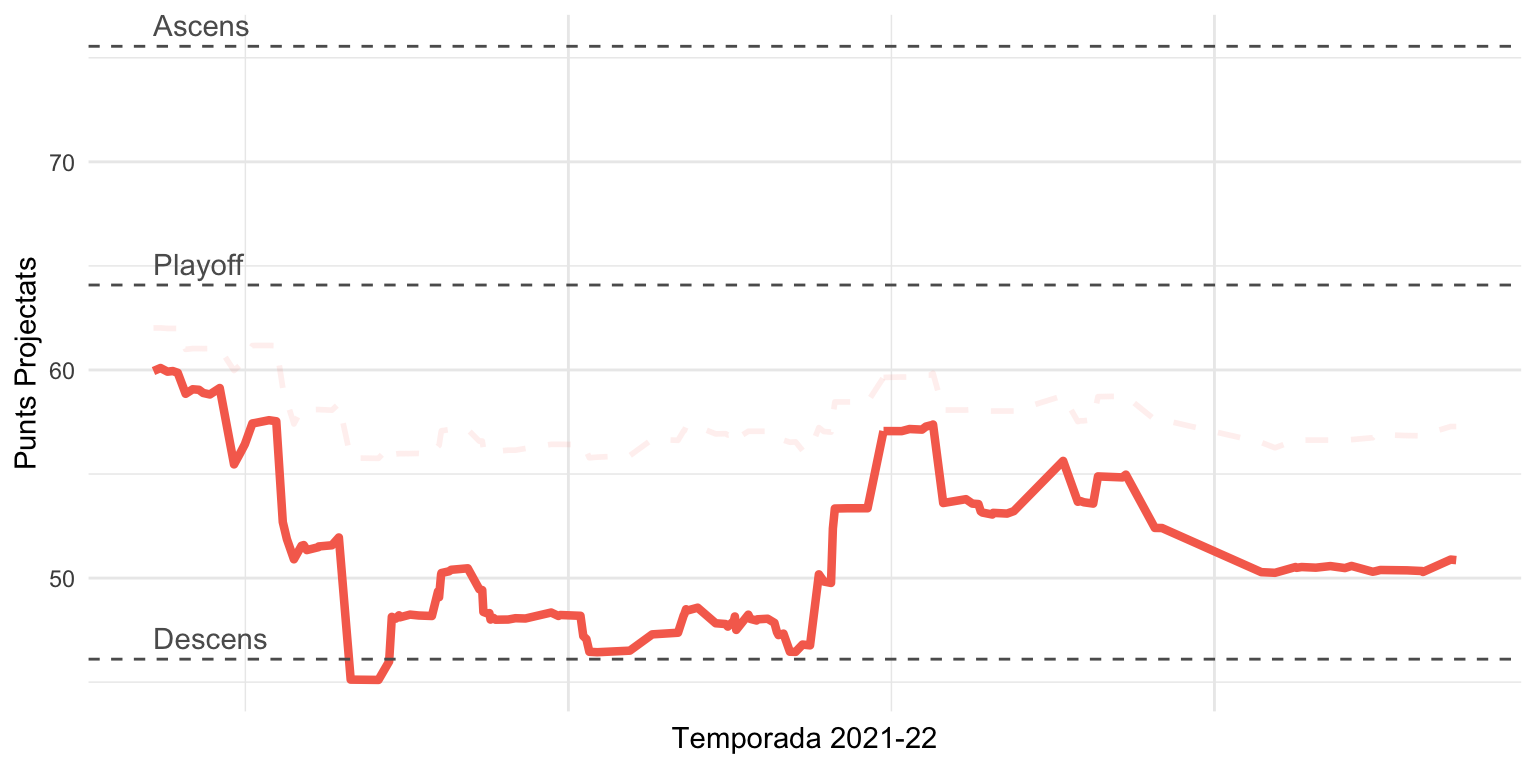 Ascens
70
Playoff
60
50
Descens
Punts Projectats
Temporada 2021-22